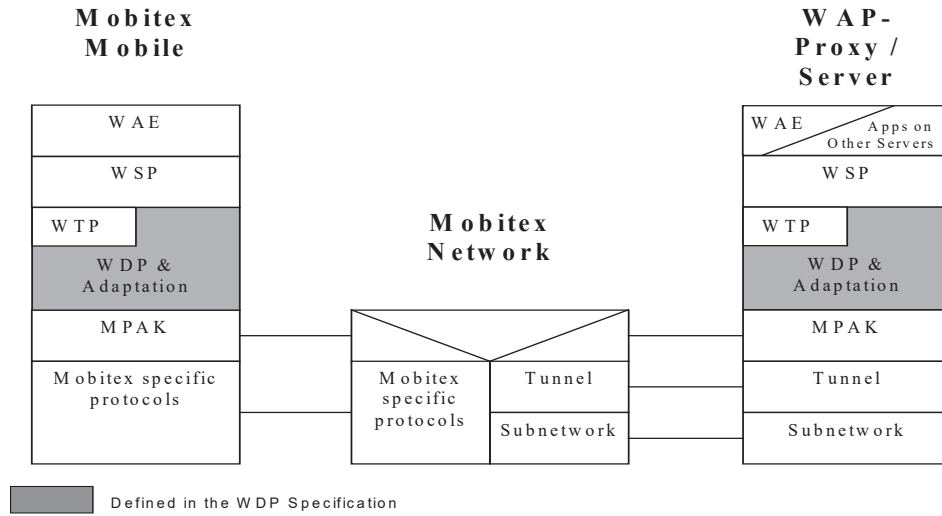 Mobitex
Mobile
WAP-
Proxy /
Server
WAE
WSP
WTP
WDP &
Adaptation
MPAK
Mobitex specific
protocols
Mobitex
Network
Mobitex
specific
protocols
Tunnel
Subnetwork
WAE
Apps on
Other Servers
WSP
WTP
WDP &
Adaptation
MPAK
Tunnel
Subnetwork
Defined in the WDP Specification